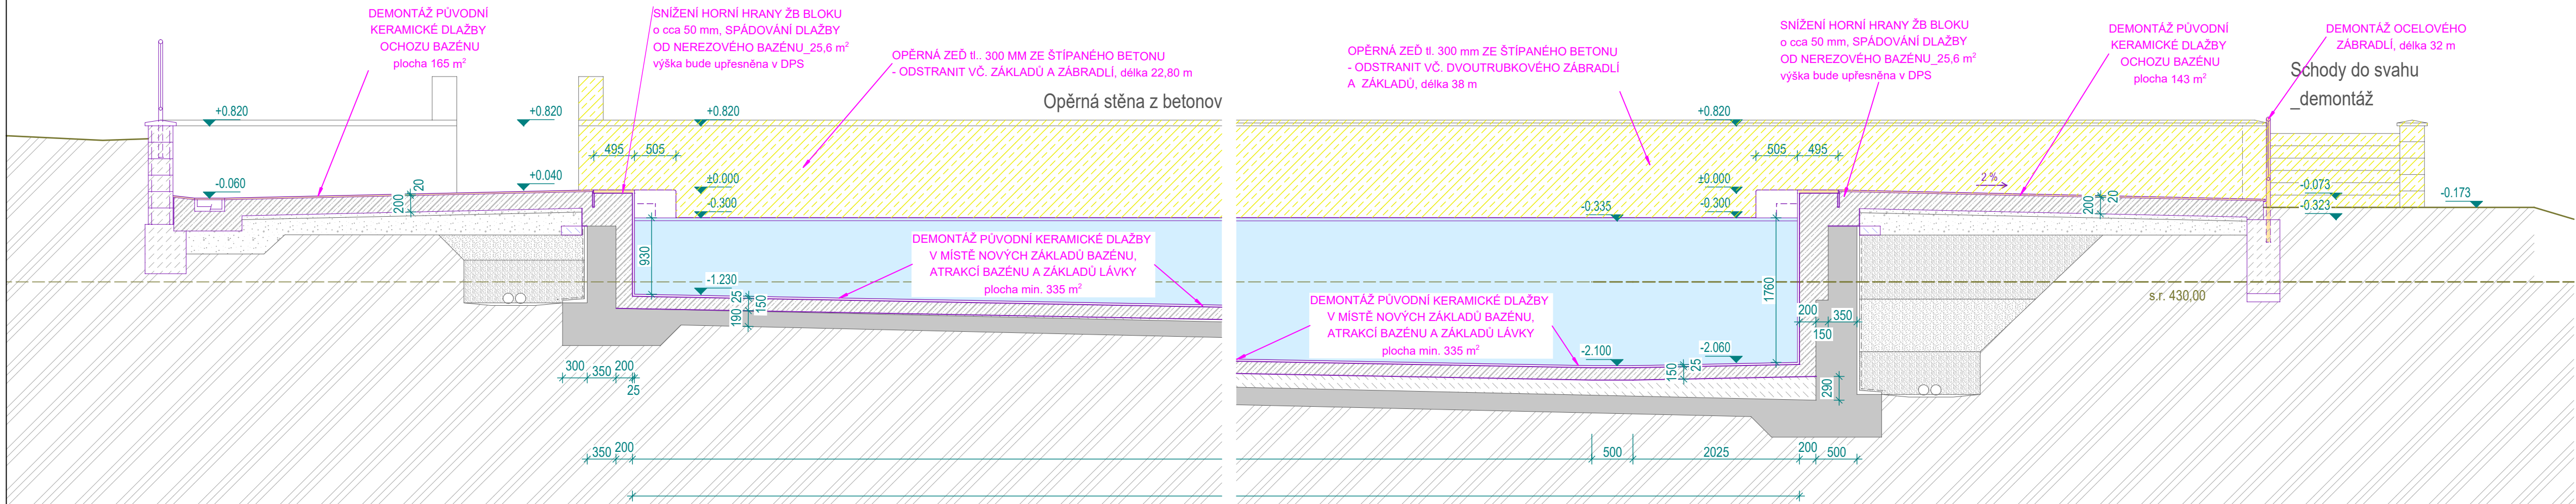 DEMONTÁŽ PŮVODNÍ
KERAMICKÉ DLAŽBY
OCHOZU BAZÉNU
plocha 165 m²
SNÍŽENÍ HORNÍ HRANY ŽB BLOKU
o cca 50 mm, SPÁDOVÁNÍ DLAŽBY
OD NEREZOVÉHO BAZÉNU_25,6 m²
výška bude upřesněna v DPS
OPĚRNÁ ZEĎ tl.. 300 MM ZE ŠTÍPANÉHO BETONU
- ODSTRANIT VČ. ZÁKLADŮ A ZÁBRADLÍ, délka 22,80 m
Opěrná stěna z betonov
OPĚRNÁ ZEĎ tl. 300 mm ZE ŠTÍPANÉHO BETONU
- ODSTRANIT VČ. DVOUTRUBKOVÉHO ZÁBRADLÍ
A ZÁKLADŮ, délka 38 m
SNÍŽENÍ HORNÍ HRANY ŽB BLOKU
o cca 50 mm, SPÁDOVÁNÍ DLAŽBY
OD NEREZOVÉHO BAZÉNU_25,6 m²
výška bude upřesněna v DPS
DEMONTÁŽ PŮVODNÍ
KERAMICKÉ DLAŽBY
OCHOZU BAZÉNU
plocha 143 m²
DEMONTÁŽ OCELOVÉHO
ZÁBRADLÍ, délka 32 m
Schody do svahu
_demontáž
+0.820
+0.820
+0.820
+0.820
495
505
505
495
-0.060
+0.040
±0.000
-0.300
200
20
-0.335
±0.000
-0.300
2 %
200
20
-0.073
-0.323
-0.173
930
DEMONTÁŽ PŮVODNÍ KERAMICKÉ DLAŽBY
V MÍSTĚ NOVÝCH ZÁKLADŮ BAZÉNU,
ATRAKCÍ BAZÉNU A ZÁKLADŮ LÁVKY
plocha min. 335 m²
-1.230
25
150
190
DEMONTÁŽ PŮVODNÍ KERAMICKÉ DLAŽBY
V MÍSTĚ NOVÝCH ZÁKLADŮ BAZÉNU,
ATRAKCÍ BAZÉNU A ZÁKLADŮ LÁVKY
plocha min. 335 m²
1760
s.r. 430,00
200
350
150
-2.100
-2.060
150
25
290
300
350
200
25
350
200
500
2025
200
500